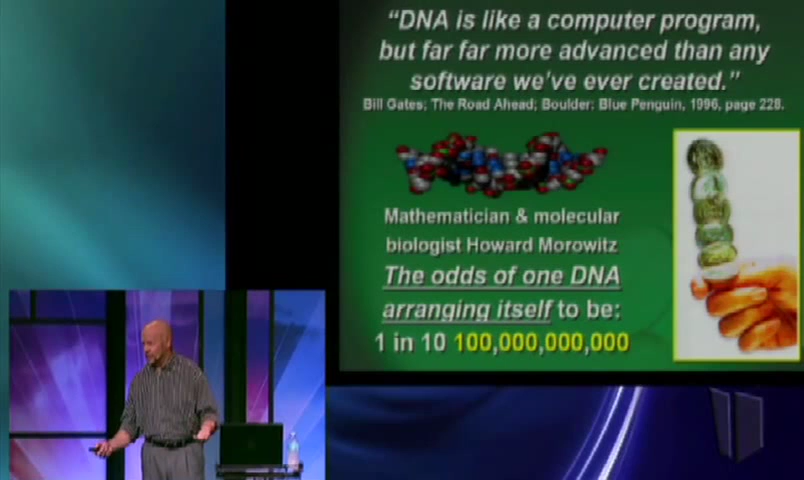 “DNA is like a computer program,
but far far more advanced than any
software we’ve ever created.”
Bill Gates; The Road Ahead; Boulder: Blue Penguin, 1996, page 228.
Mathematician & molecular
biologist Howard Morowitz
The odds of one DNA
arranging itself to be:
1 in 10 100,000,000,000